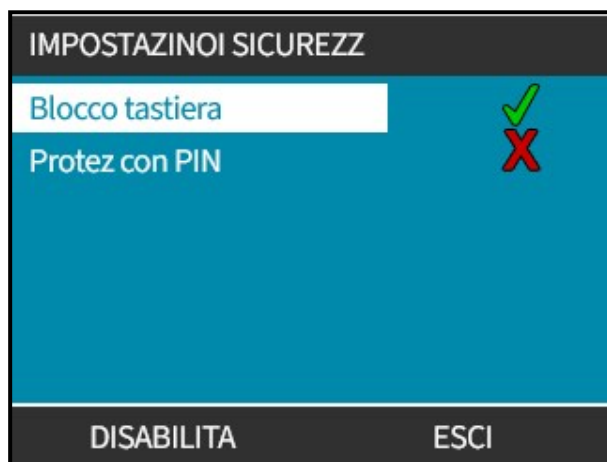 IMPOSTAZINOI SICUREZZ
Blocco tastiera
Protez con PIN
DISABILITA ESCI